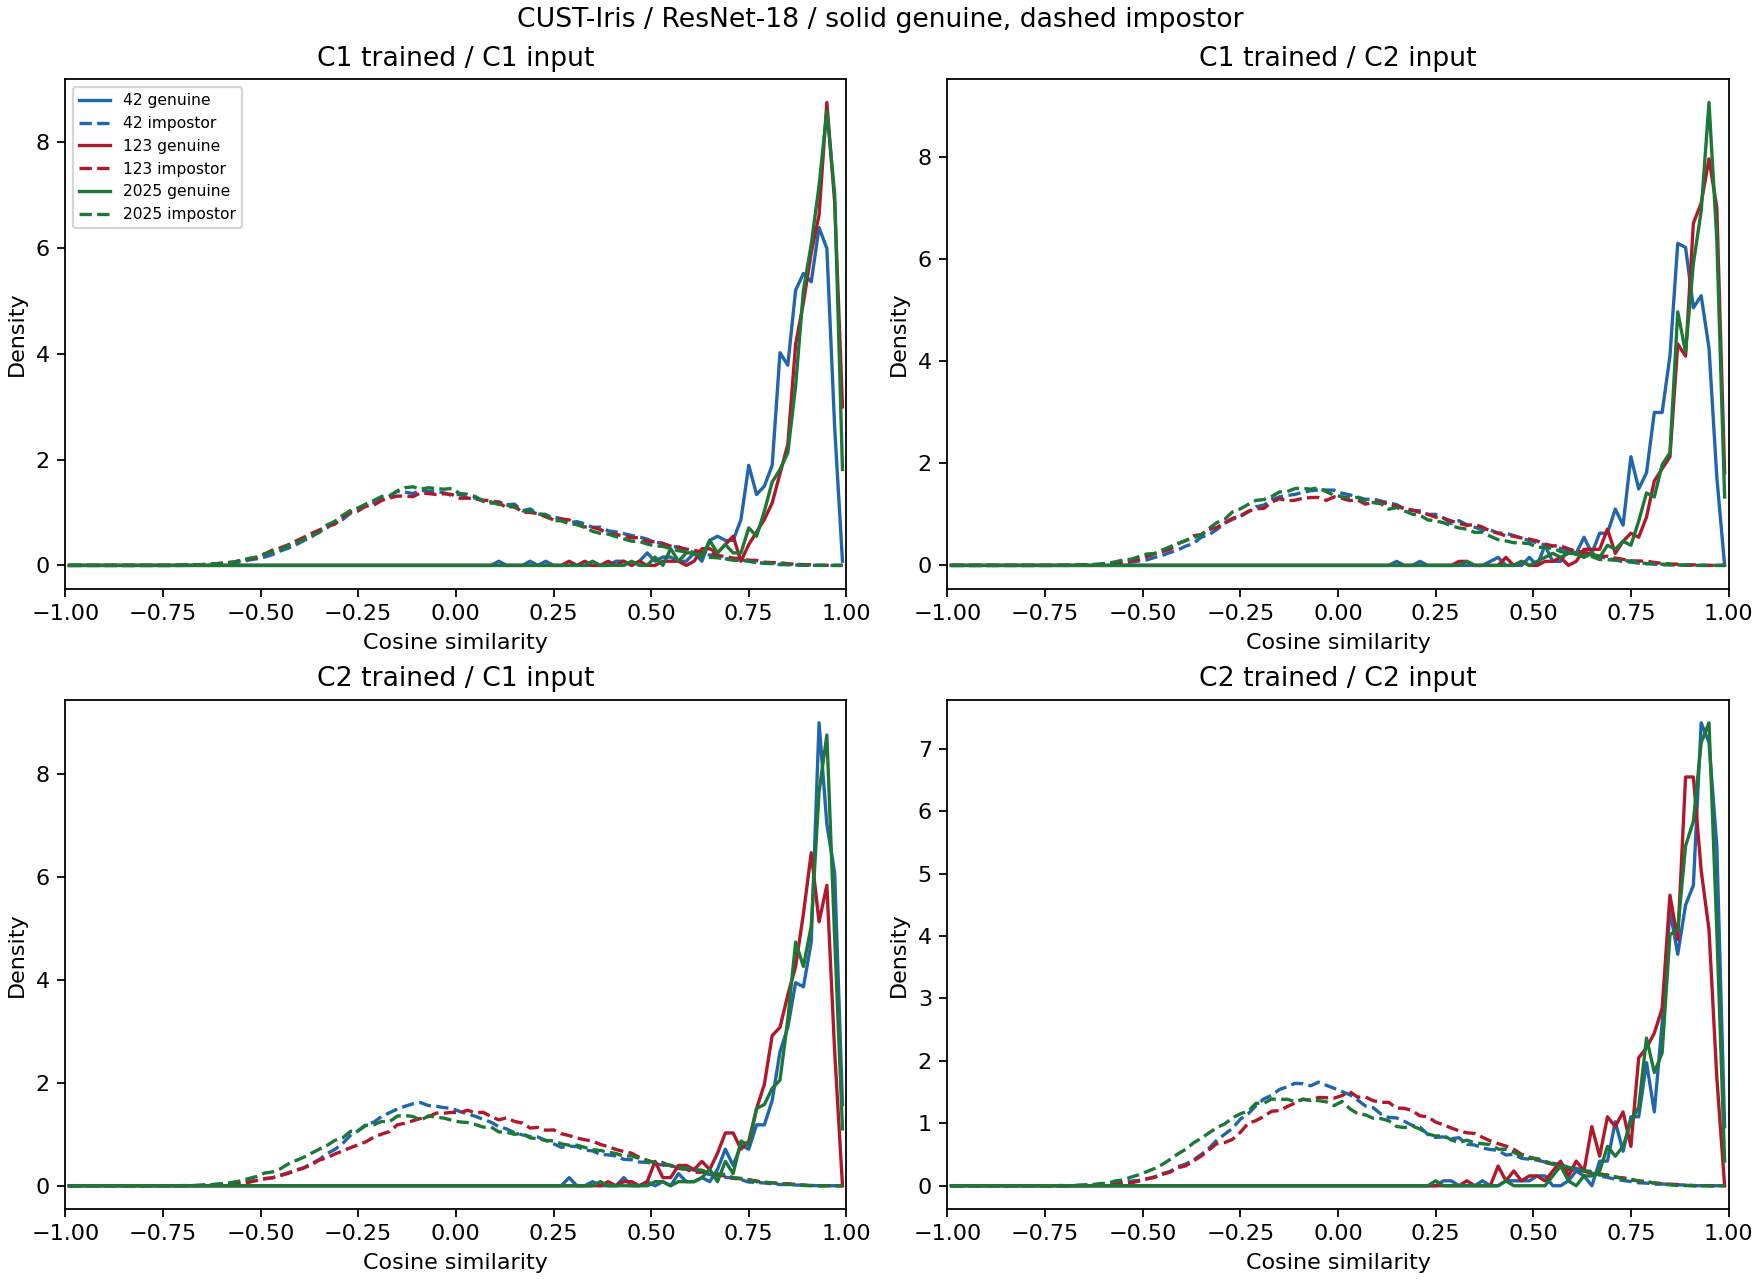 CUST-Iris / ResNet-18 / solid genuine, dashed impostor
C1 trained / C1 input
42 genuine
42 impostor
123 genuine
123 impostor
2025 genuine
2025 impostor
Density
8
6
4
2
0
−1.00 −0.75 −0.50 −0.25 0.00 0.25 0.50 0.75 1.00
Cosine similarity
C1 trained / C2 input
Density
8
6
4
2
0
−1.00 −0.75 −0.50 −0.25 0.00 0.25 0.50 0.75 1.00
Cosine similarity
C2 trained / C1 input
Density
8
6
4
2
0
−1.00 −0.75 −0.50 −0.25 0.00 0.25 0.50 0.75 1.00
Cosine similarity
C2 trained / C2 input
Density
7
6
5
4
3
2
1
0
−1.00 −0.75 −0.50 −0.25 0.00 0.25 0.50 0.75 1.00
Cosine similarity